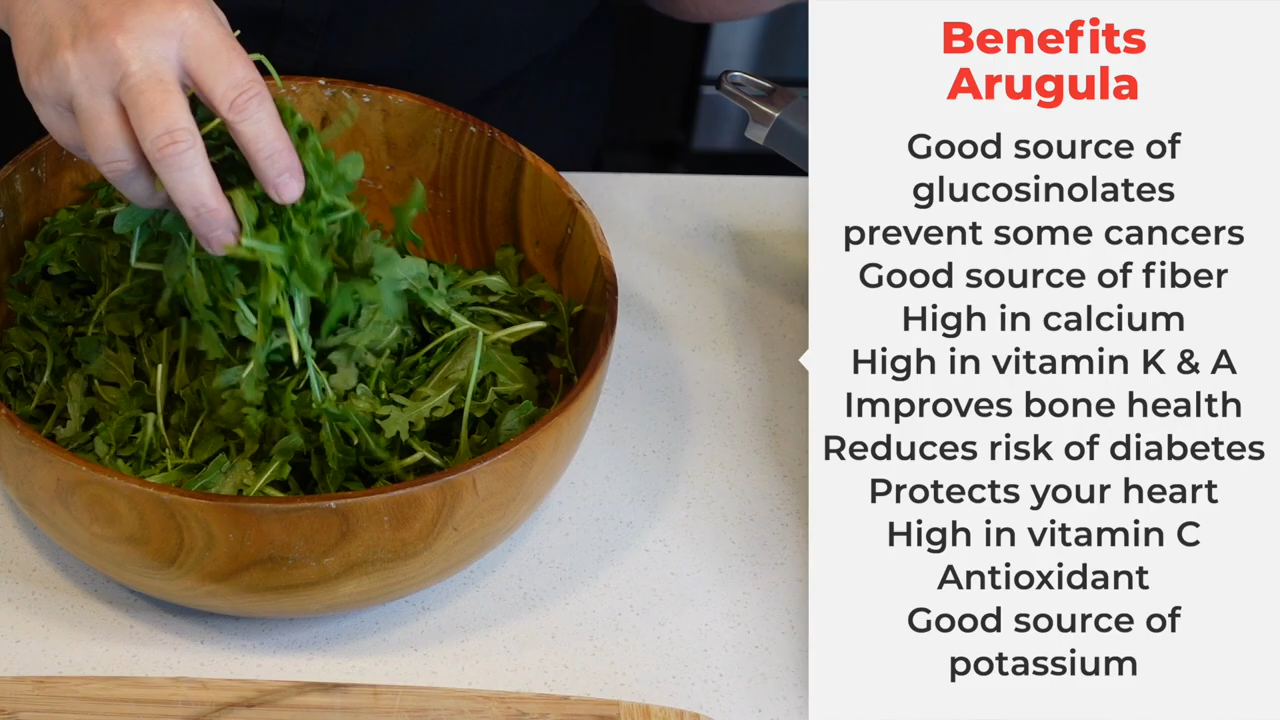 Benefits
Arugula
Good source of
glucosinolates
prevent some cancers
Good source of fiber
High in calcium
High in vitamin K & A
Improves bone health
Reduces risk of diabetes
Protects your heart
High in vitamin C
Antioxidant
Good source of
potassium